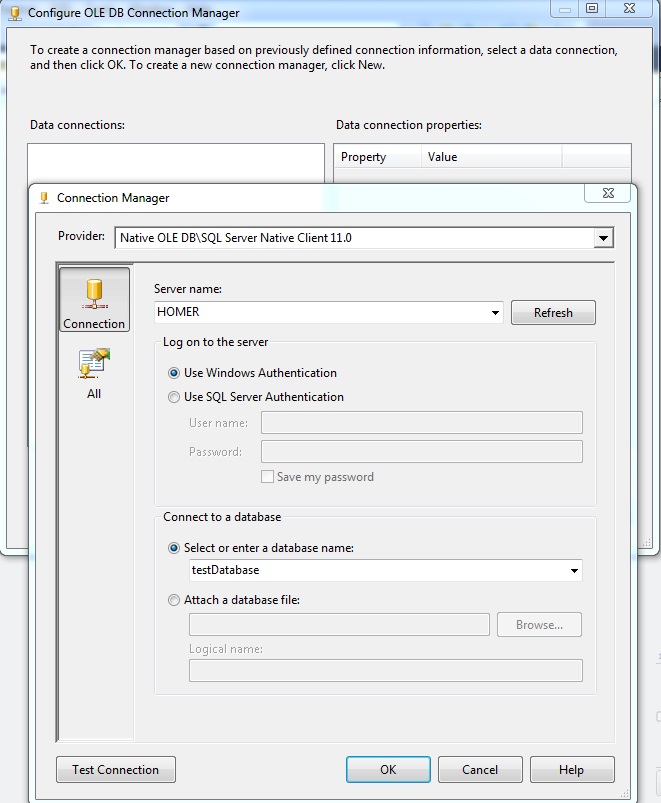 Configure OLE DB Connection Manager
To create a connection manager based on previously defined connection information, select a data connection,
and then click OK. To create a new connection manager, click New.
Data connections:
Data connection properties:
Property Value
Connection Manager
Provider: Native OLE DB\SQL Server Native Client 11.0
Connection
All
Server name:
HOMER
Refresh
Log on to the server
Use Windows Authentication
Use SQL Server Authentication
User name:
Password:
Save my password
Connect to a database
Select or enter a database name:
testDatabase
Attach a database file:
Browse...
Logical name:
Test Connection OK Cancel Help